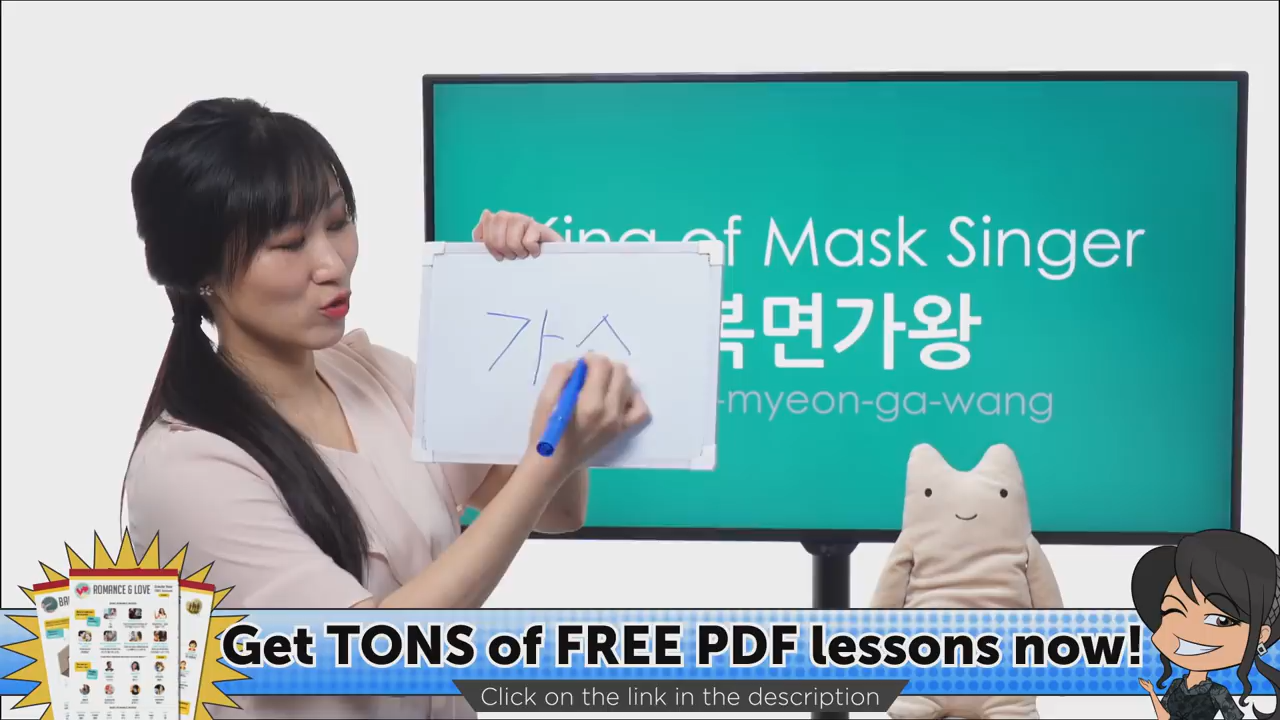 King of Mask Singer
복면가왕
-myeon-ga-wang
가
ROMANCE & LOVE
Get TONS of FREE PDF lessons now!
Click on the link in the description